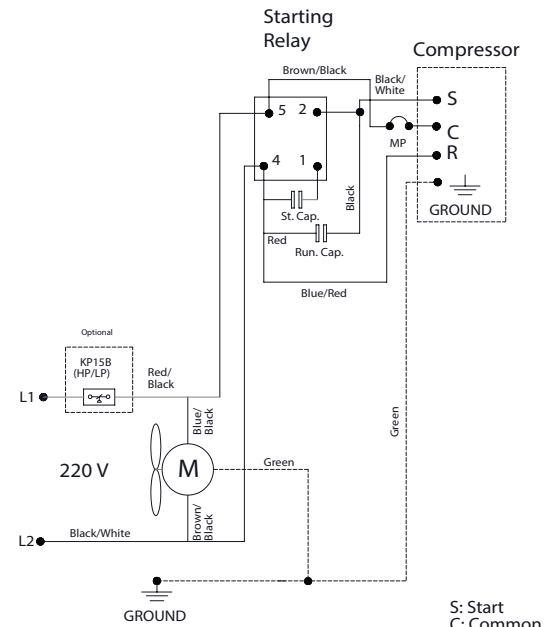 Starting
Relay
Compressor
Brown/Black
Black/
White
5
2
S
C
MP
R
4
1
St. Cap.
Black
GROUND
Red
Run. Cap.
Blue/Red
Optional
KP15B
(HP/LP)
Red/
Black
L1
Blue/
Black
Green
220 V
M
Green
Brown/
Black
Black/White
L2
GROUND
S: Start
C: Common